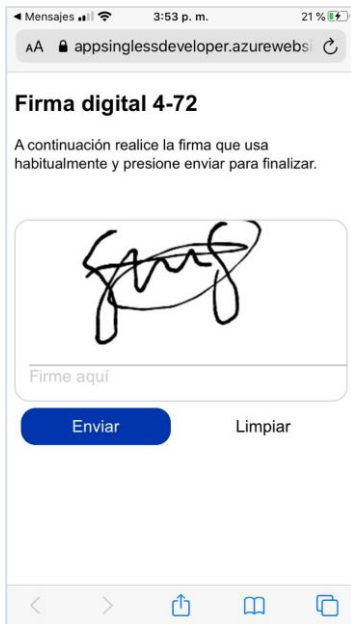 Mensajes 3:53 p. m. 21 %
AA appsinglessdeveloper.azurewebsi
Firma digital 4-72
A continuación realice la firma que usa
habitualmente y presione enviar para finalizar.
Firme aquí
Enviar Limpiar